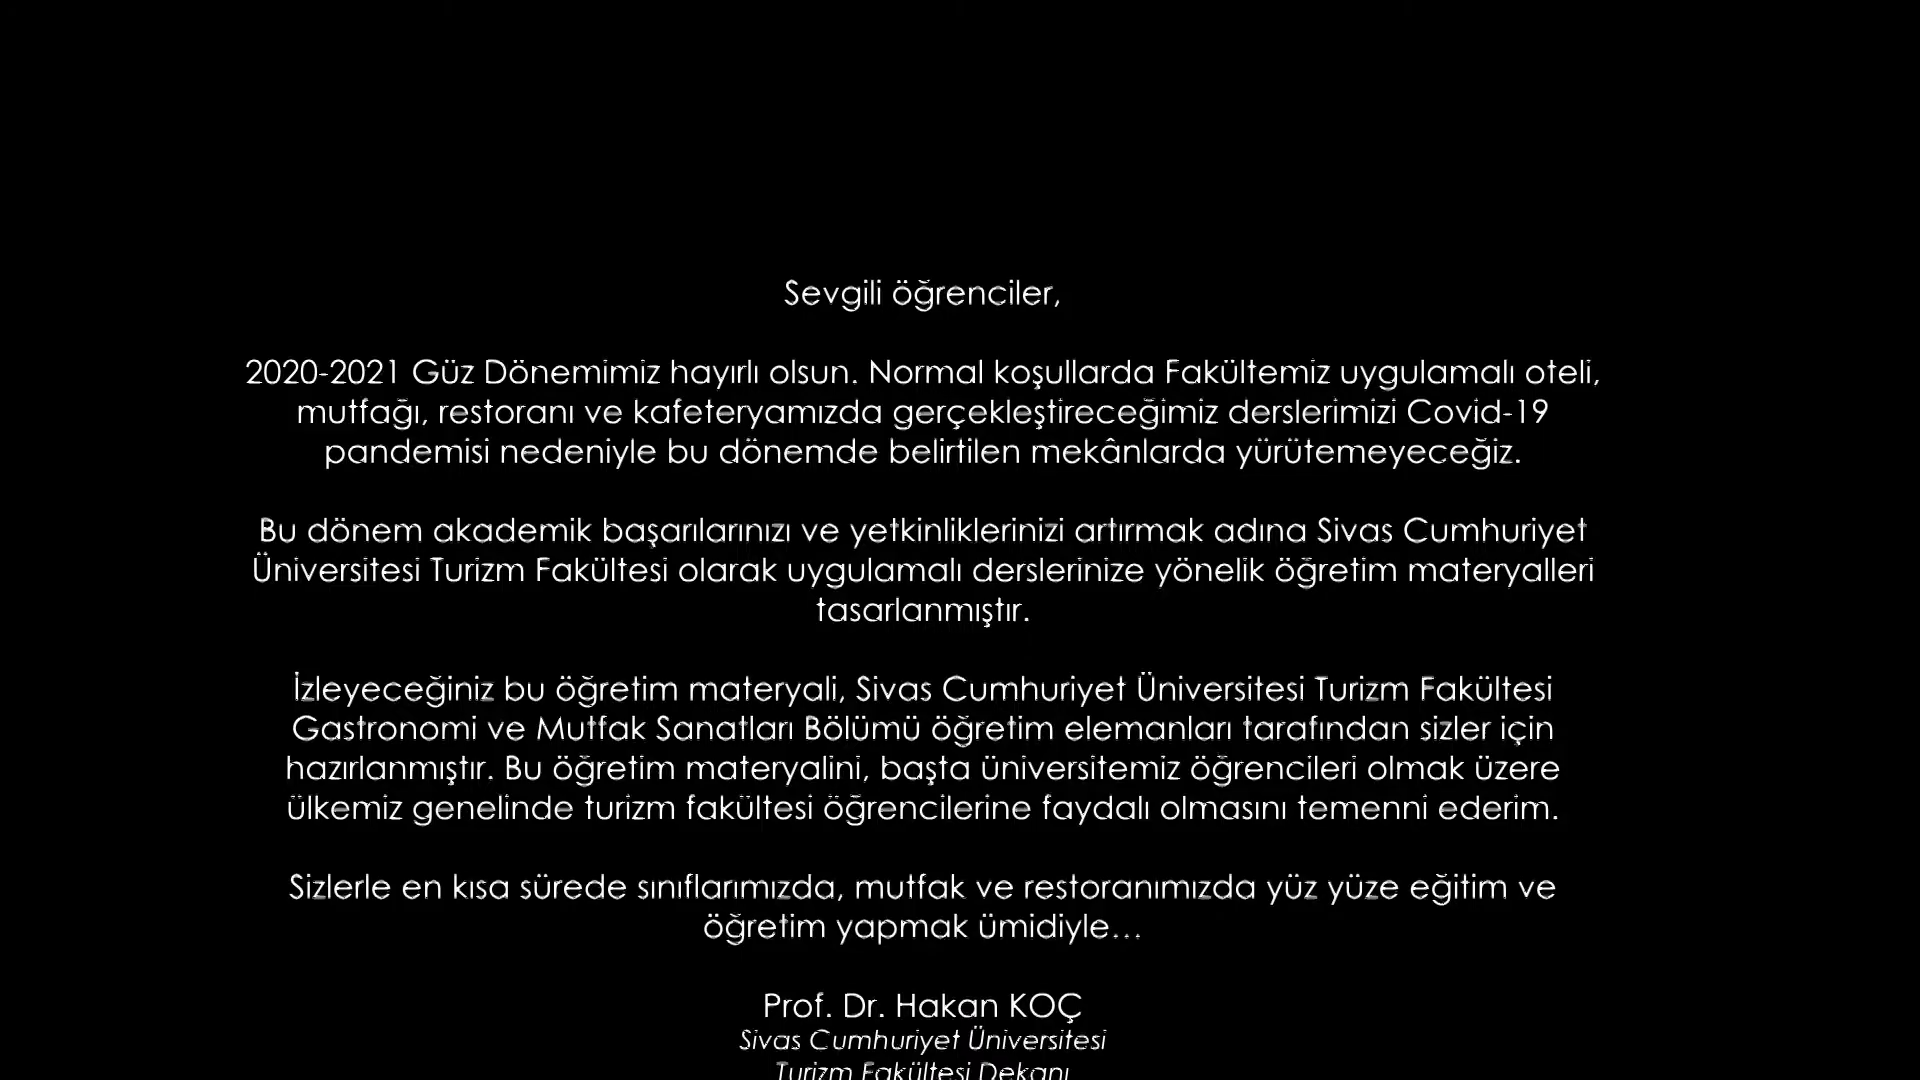 Sevgili öğrenciler,
2020-2021 Güz Dönemimiz hayırlı olsun. Normal koşullarda Fakültemiz uygulamalı oteli,
mutfağı, restoranı ve kafeteryamızda gerçekleştireceğimiz derslerimizi Covid-19
pandemisi nedeniyle bu dönemde belirtilen mekânlarda yürütemeyeceğiz.
Bu dönem akademik başarılarınızı ve yetkinliklerinizi artırmak adına Sivas Cumhuriyet
Üniversitesi Turizm Fakültesi olarak uygulamalı derslerinize yönelik öğretim materyalleri
tasarlanmıştır.
İzleyeceğiniz bu öğretim materyali, Sivas Cumhuriyet Üniversitesi Turizm Fakültesi
Gastronomi ve Mutfak Sanatları Bölümü öğretim elemanları tarafından sizler için
hazırlanmıştır. Bu öğretim materyalini, başta üniversitemiz öğrencileri olmak üzere
ülkemiz genelinde turizm fakültesi öğrencilerine faydalı olmasını temenni ederim.
Sizlerle en kısa sürede sınıflarımızda, mutfak ve restoranımızda yüz yüze eğitim ve
öğretim yapmak ümidiyle...
Prof. Dr. Hakan KOÇ
Sivas Cumhuriyet Üniversitesi
Turizm Fakültesi Dekanı